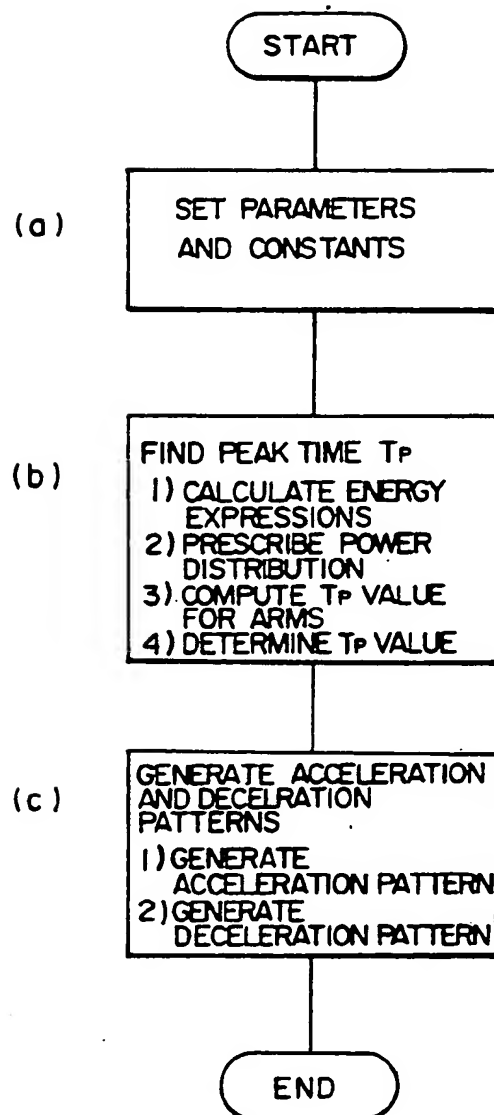 START
(a)
SET PARAMETERS
AND CONSTANTS
(b)
FIND PEAK TIME TP
1) CALCULATE ENERGY
EXPRESSIONS
2) PRESCRIBE POWER
DISTRIBUTION
3) COMPUTE TP VALUE
FOR ARMS
4) DETERMINE TP VALUE
(c)
GENERATE ACCELERATION
AND DECELRATION
PATTERNS
1) GENERATE
ACCELERATION PATTERN
2) GENERATE
DECELERATION PATTERN
END